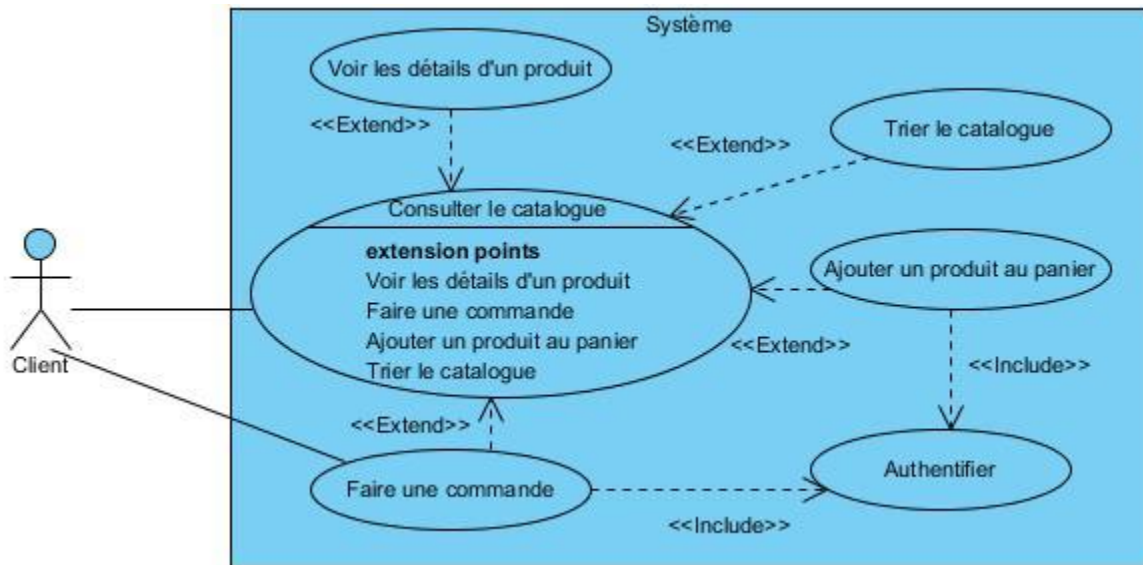 Système
Voir les détails d'un produit
<<Extend>>
Trier le catalogue
<<Extend>>
Consulter le catalogue
extension points
Voir les détails d'un produit
Faire une commande
Ajouter un produit au panier
Trier le catalogue
Ajouter un produit au panier
<<Extend>>
Client
<<Include>>
<<Extend>>
Faire une commande
Authentifier
<<Include>>